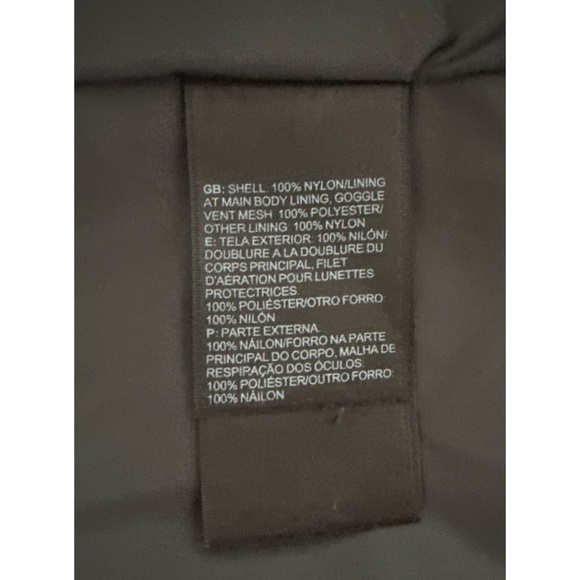 GB: SHELL. 100% NYLON/LINING
AT MAIN BODY LINING, GOGGLE
VENT MESH 100% POLYESTER/
OTHER LINING 100% NYLON
E: TELA EXTERIOR: 100% NILÓN/
DOUBLURE A LA DOUBLURE DU
CORPS PRINCIPAL, FILET
D'AÉRATION POUR LUNETTES
PROTECTRICES
100% POLIÉSTER/OTRO FORRO
100% NILÓN
P: PARTE EXTERNA.
100% NÁILON/FORRO NA PARTE
PRINCIPAL DO CORPO, MALHA DE
RESPIRAÇÃO DOS ÓCULOS
100% POLIÉSTER/OUTRO FORRO
100% NÁILON